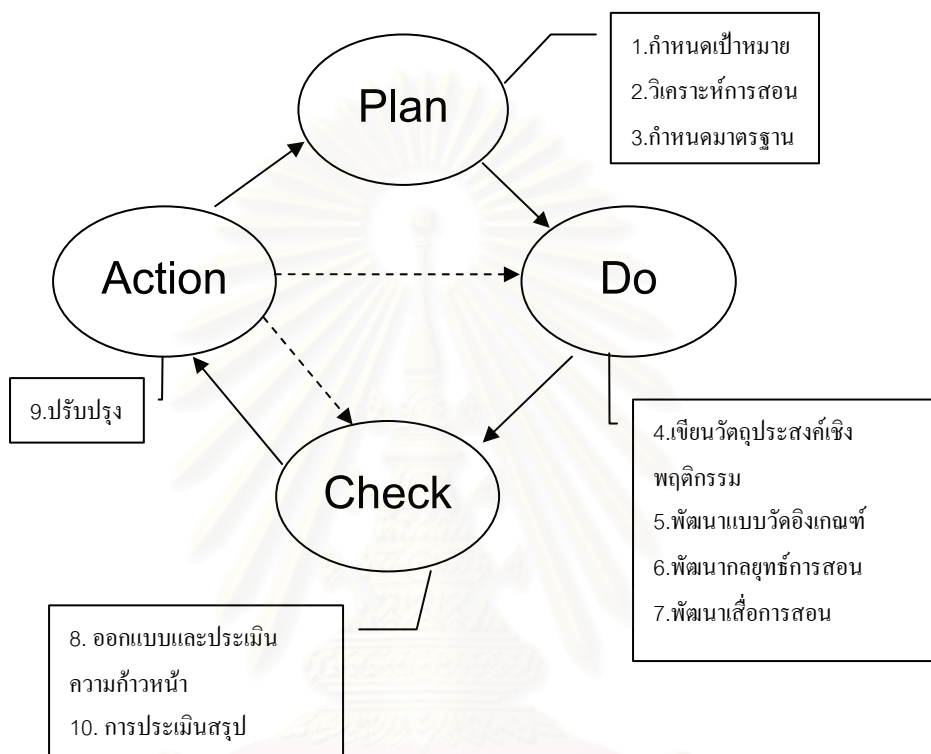 Plan
1.กำหนดเป้าหมาย
2.วิเคราะห์การสอน
3.กำหนดมาตรฐาน
Action
Do
9.ปรับปรุง
4.เขียนวัตถุประสงค์เชิง
พฤติกรรม
5.พัฒนาแบบวัดอิงเกณฑ์
6.พัฒนากลยุทธ์การสอน
7.พัฒนาเสื่อการสอน
Check
8. ออกแบบและประเมิน
ความก้าวหน้า
10. การประเมินสรุป